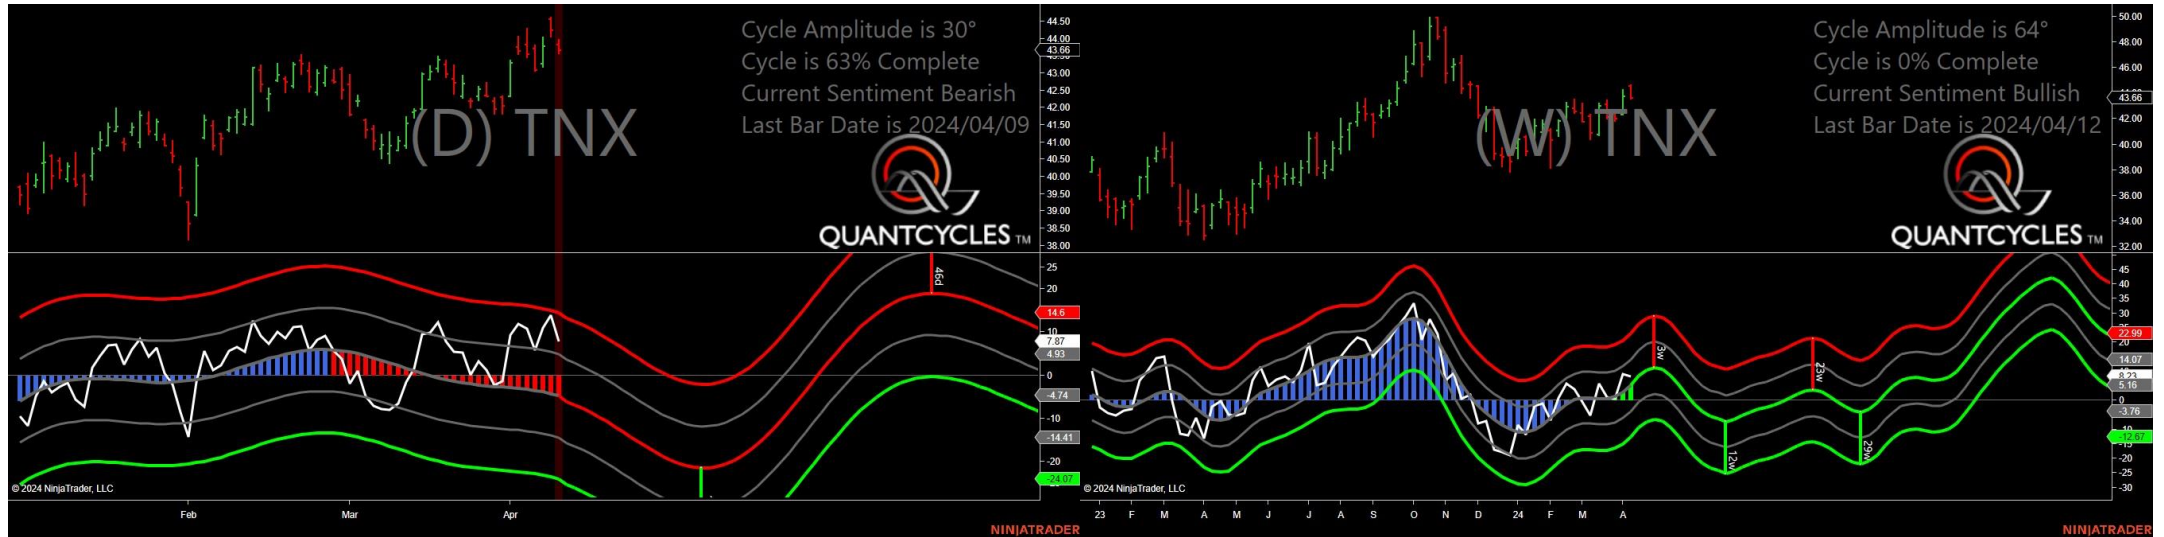 Cycle Amplitude is 30°
Cycle is 63% Complete
Current Sentiment Bearish
Last Bar Date is 2024/04/09
(D) TNX
QUANTCYCLES TM
44.50
44.00
43.66
43.00
42.50
42.00
41.50
41.00
40.50
40.00
39.50
39.00
38.50
38.00
46d
25
20
14.6
10
7.87
4.93
0
-4.74
-10
-14.41
-20
-24.07
© 2024 NinjaTrader, LLC
Feb
Mar
Apr
NINJATRADER
Cycle Amplitude is 64°
Cycle is 0% Complete
Current Sentiment Bullish
Last Bar Date is 2024/04/12
(W) TNX
QUANTCYCLES TM
50.00
48.00
46.00
43.66
42.00
40.00
38.00
36.00
34.00
32.00
3w
12w
23w
29w
45
40
35
30
22.99
20
14.07
8.23
5.16
0
-3.76
-12.67
-15
-20
-25
-30
© 2024 NinjaTrader, LLC
23 F M A M J J A S O N D 24 F M A
NINJATRADER